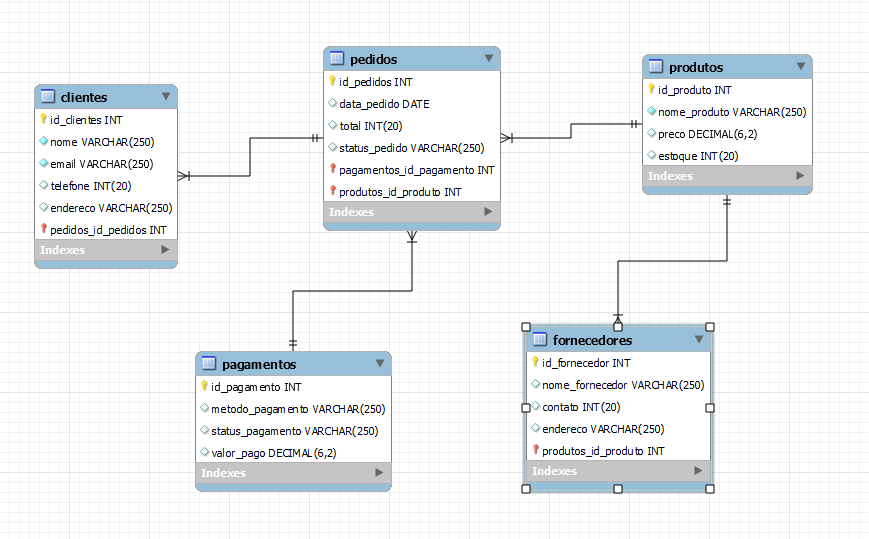 clientes
id_clientes INT
nome VARCHAR(250)
email VARCHAR(250)
telefone INT(20)
endereco VARCHAR(250)
pedidos_id_pedidos INT
Indexes
pedidos
id_pedidos INT
data_pedido DATE
total INT(20)
status_pedido VARCHAR(250)
pagamentos_id_pagamento INT
produtos_id_produto INT
Indexes
produtos
id_produto INT
nome_produto VARCHAR(250)
preco DECIMAL(6,2)
estoque INT(20)
Indexes
pagamentos
id_pagamento INT
metodo_pagamento VARCHAR(250)
status_pagamento VARCHAR(250)
valor_pago DECIMAL(6,2)
Indexes
fornecedores
id_fornecedor INT
nome_fornecedor VARCHAR(250)
contato INT(20)
endereco VARCHAR(250)
produtos_id_produto INT
Indexes